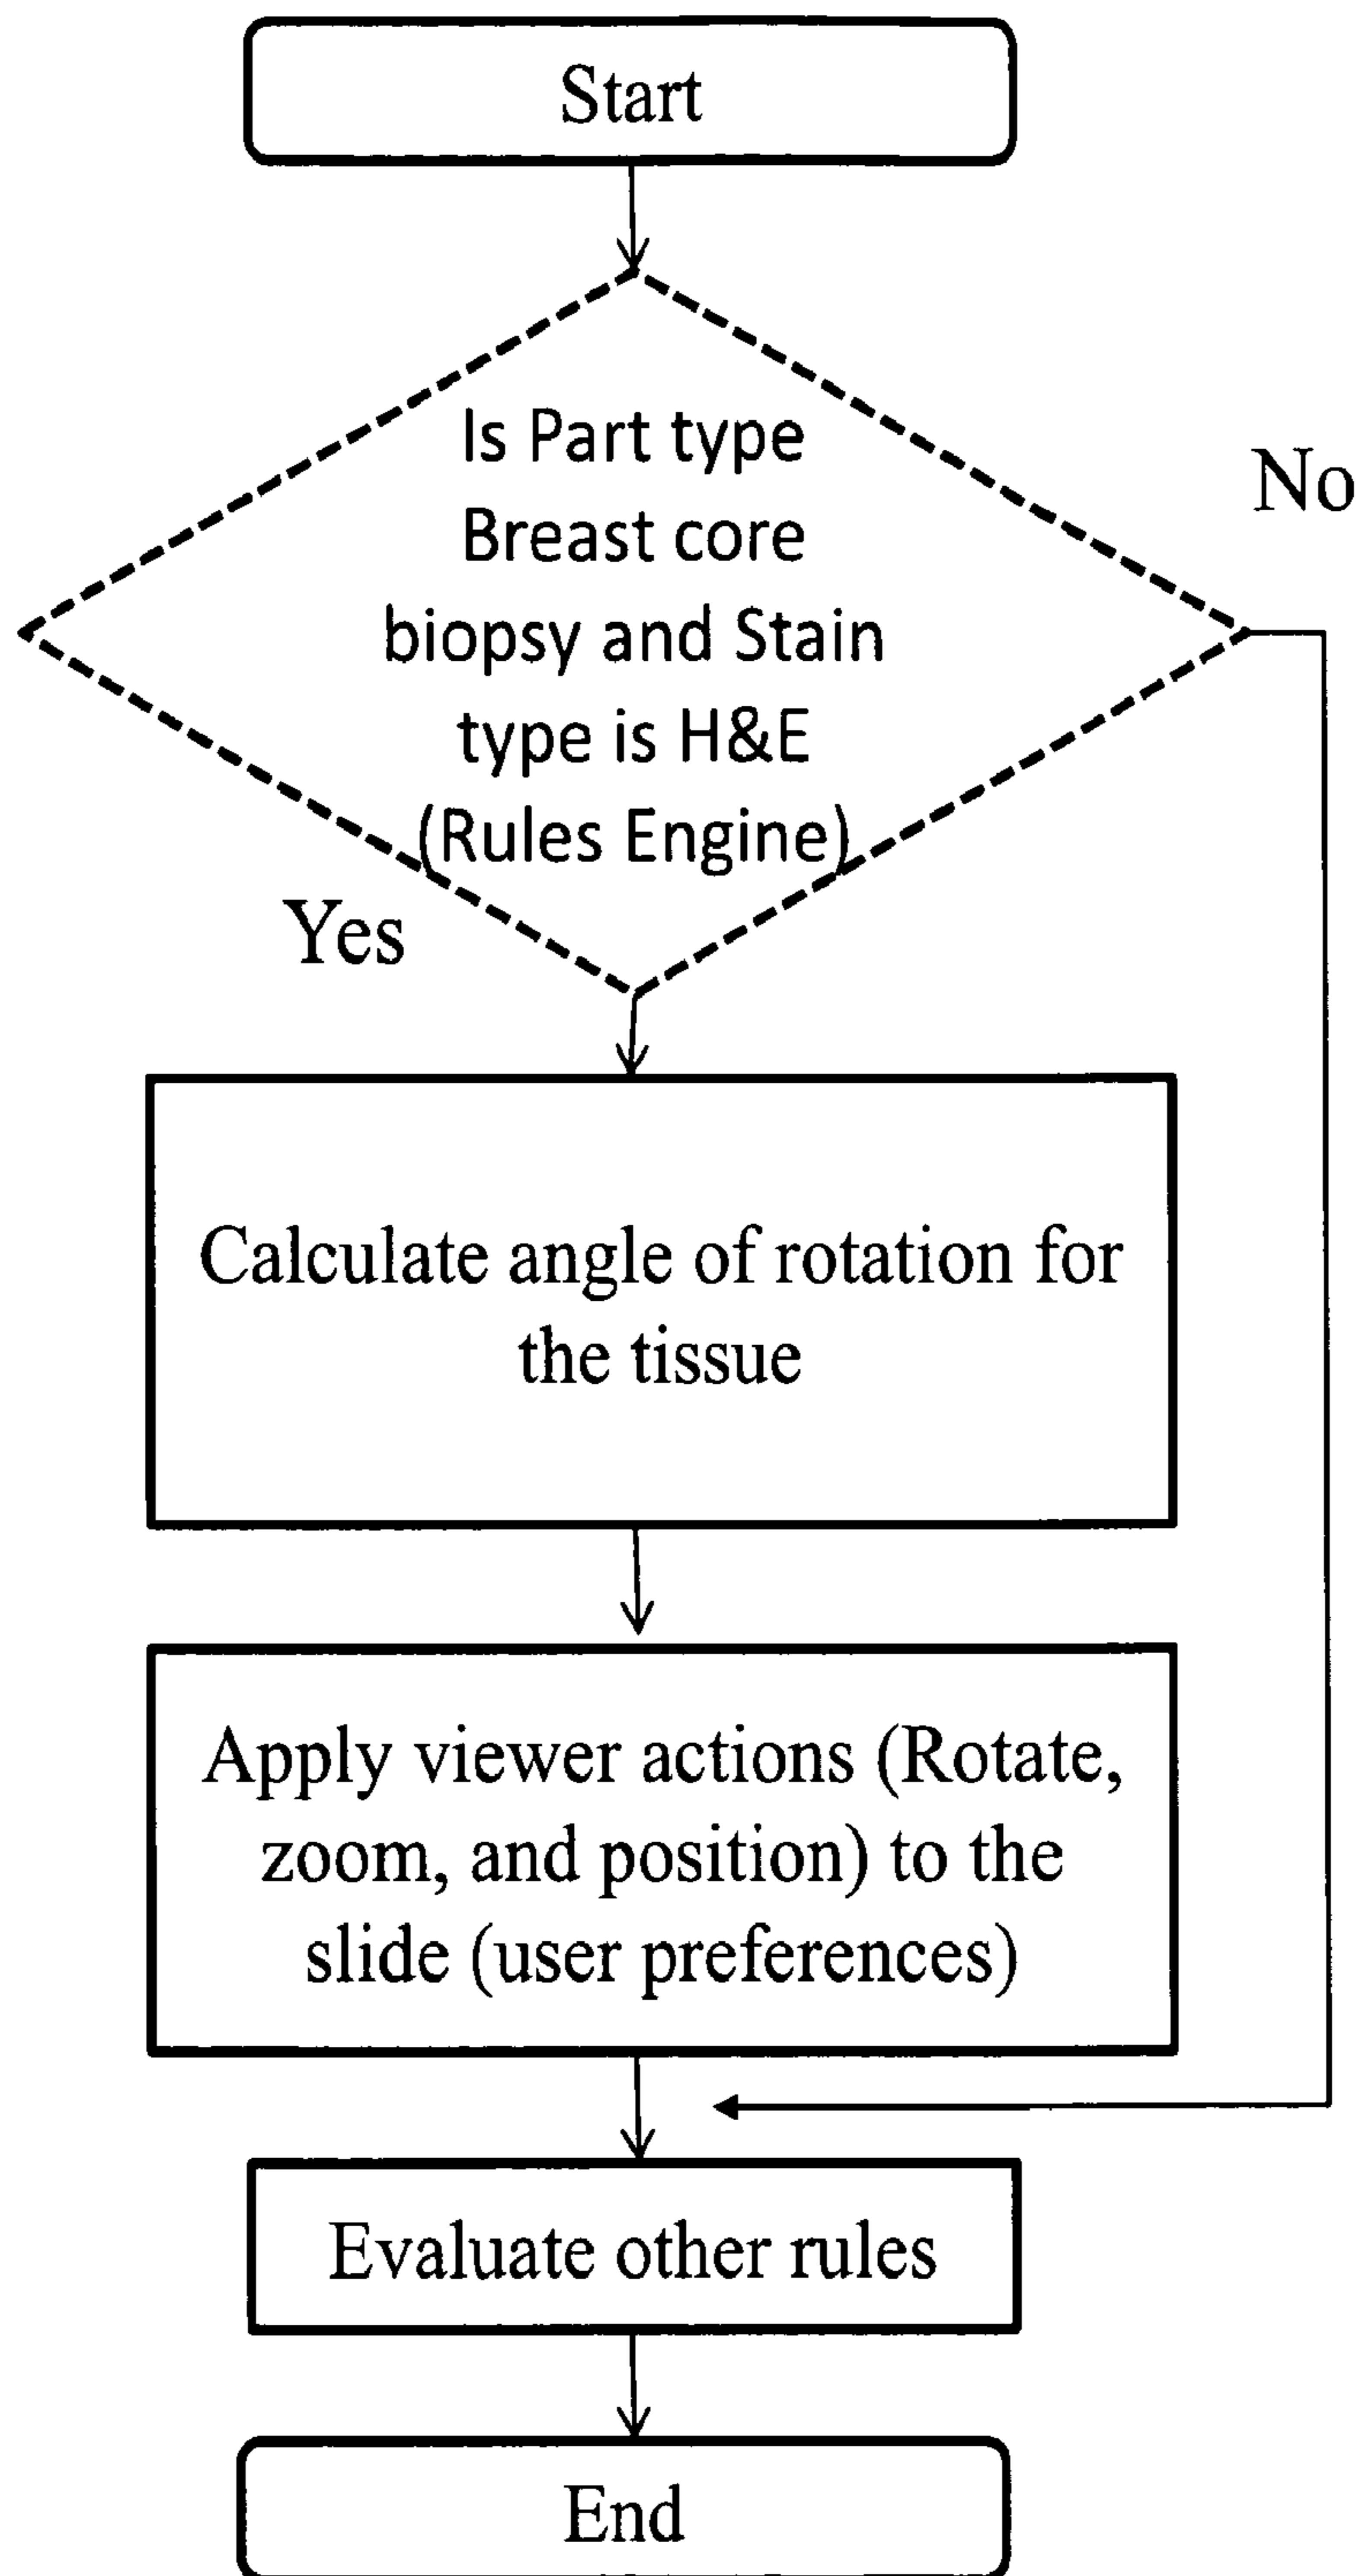 Start
Is Part type
Breast core
biopsy and Stain
type is H&E
(Rules Engine)
No
Yes
Calculate angle of rotation for
the tissue
Apply viewer actions (Rotate,
zoom, and position) to the
slide (user preferences)
Evaluate other rules
End